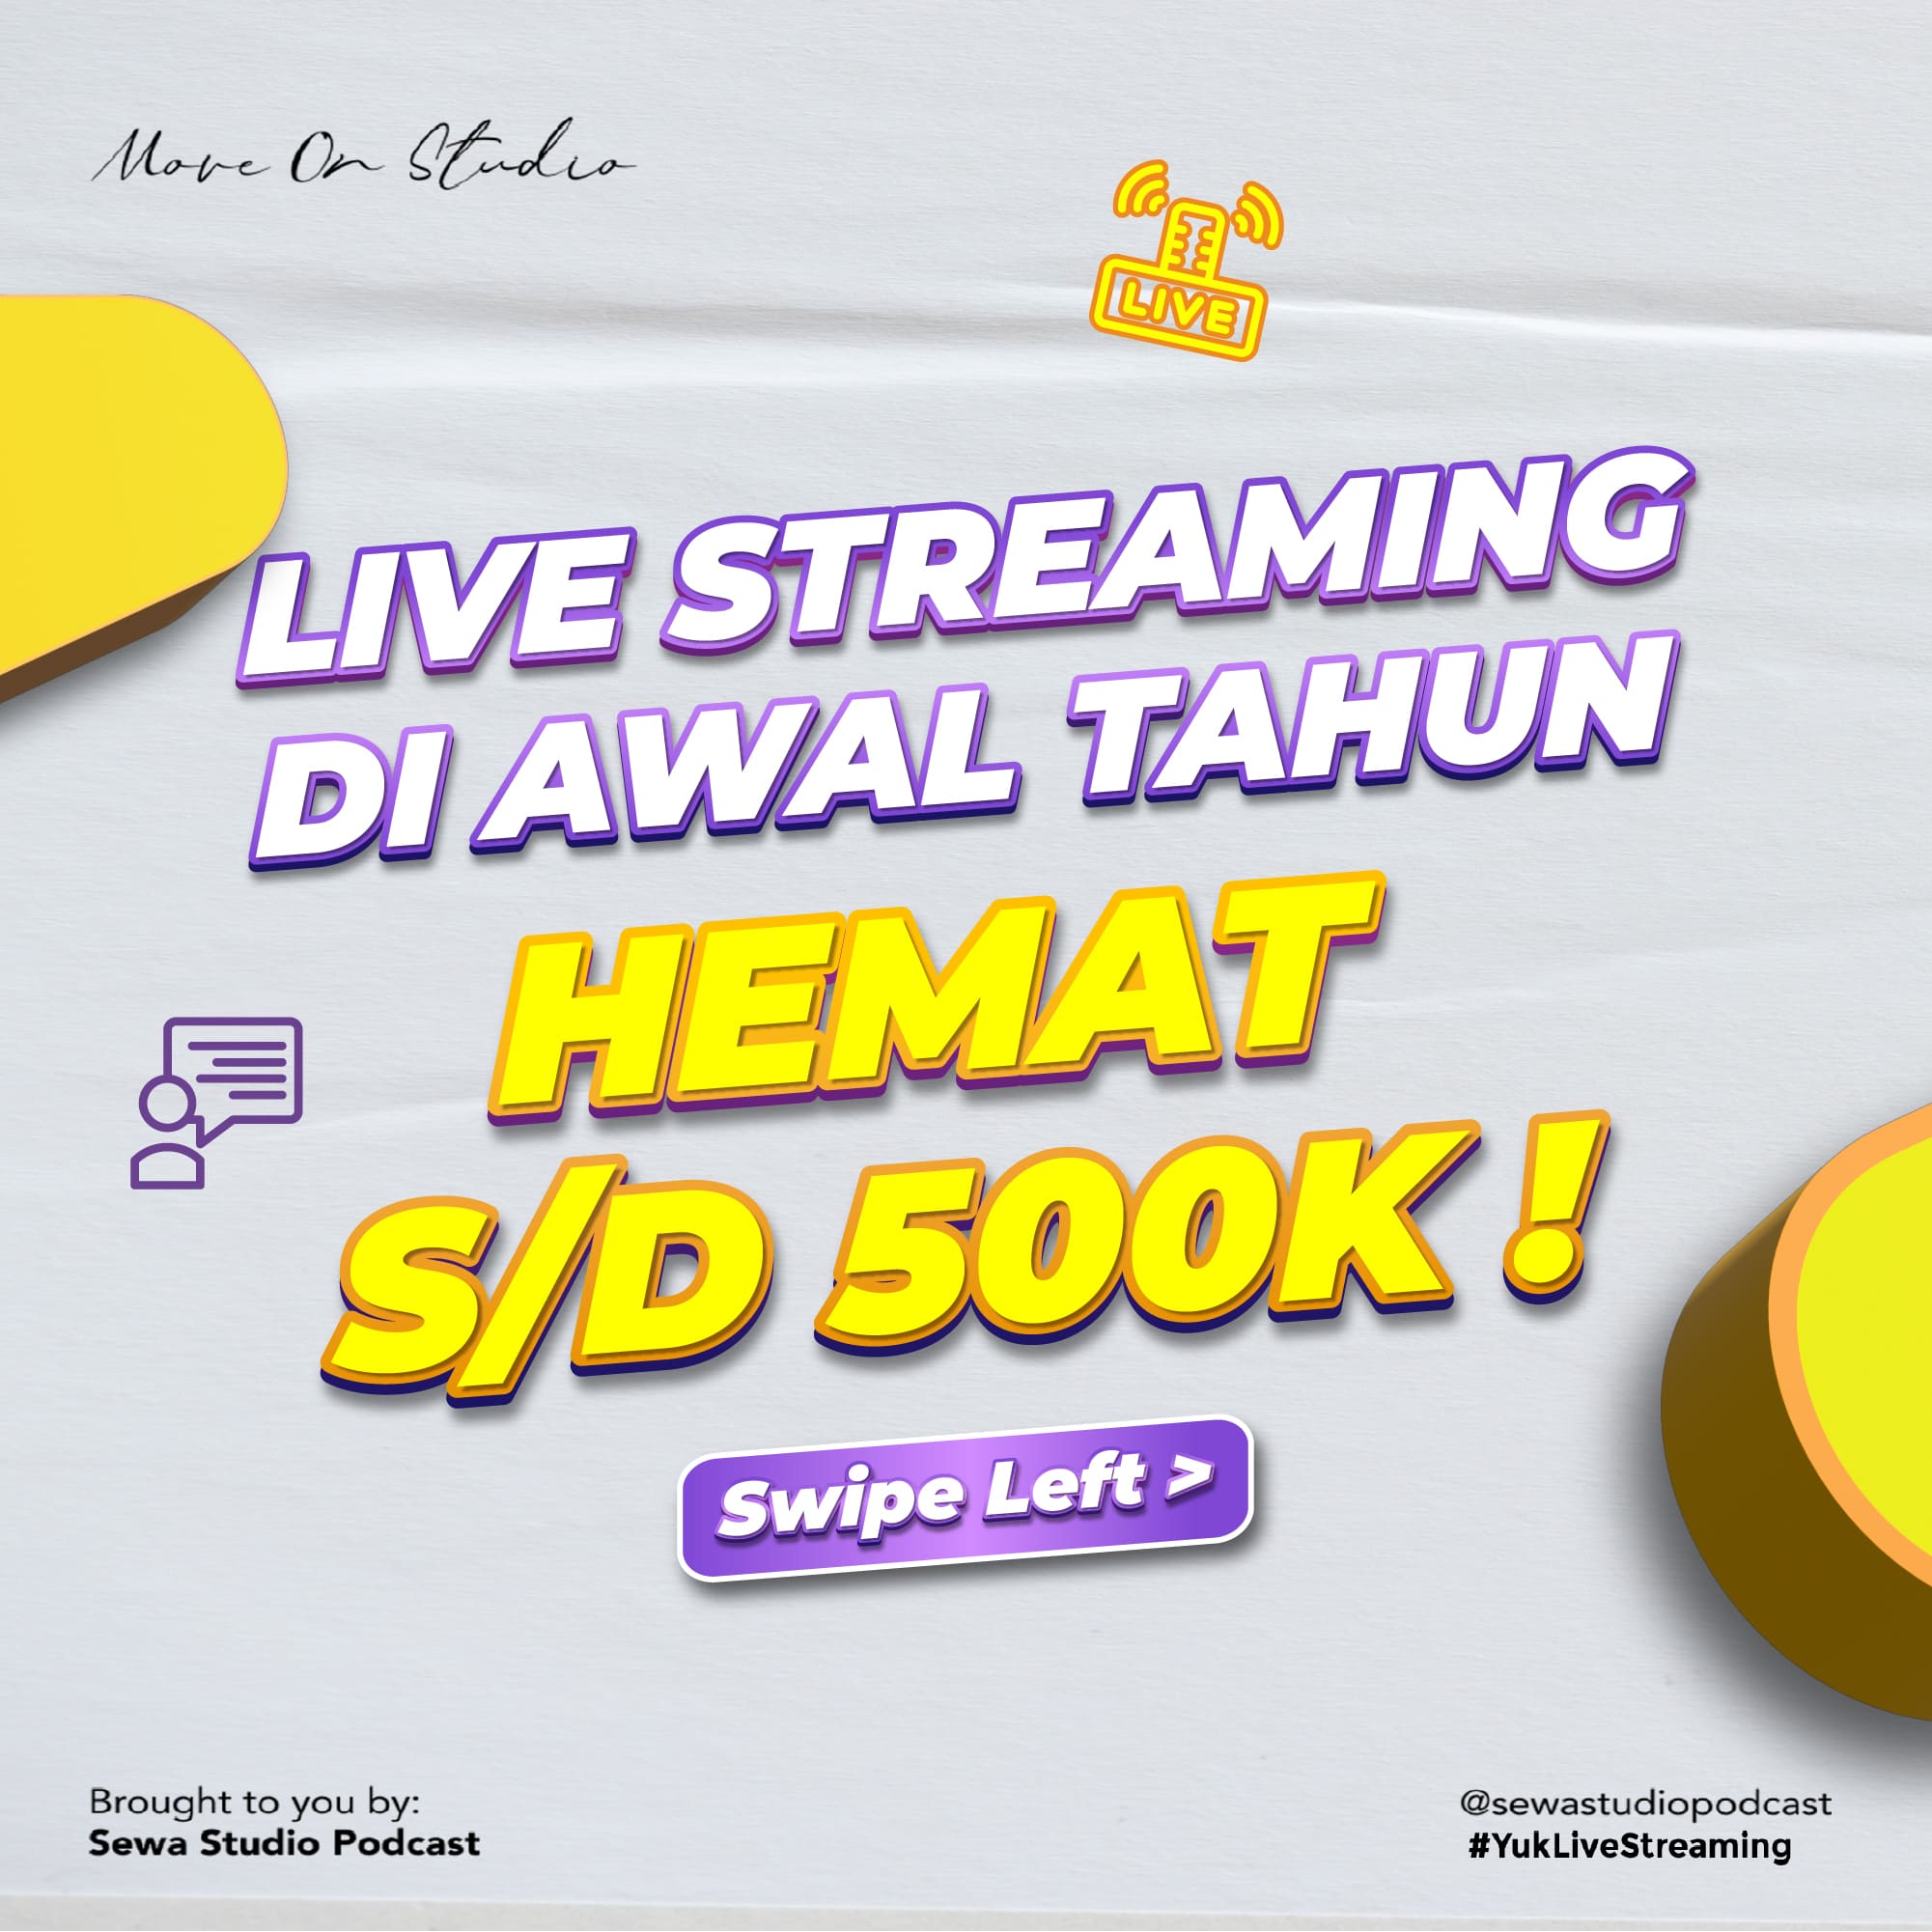 Move On Studio
LIVE
LIVE STREAMING
DI AWAL TAHUN
HEMAT
S/D 500K !
Swipe Left >
Brought to you by:
Sewa Studio Podcast
@sewastudiopodcast
#YukLiveStreaming